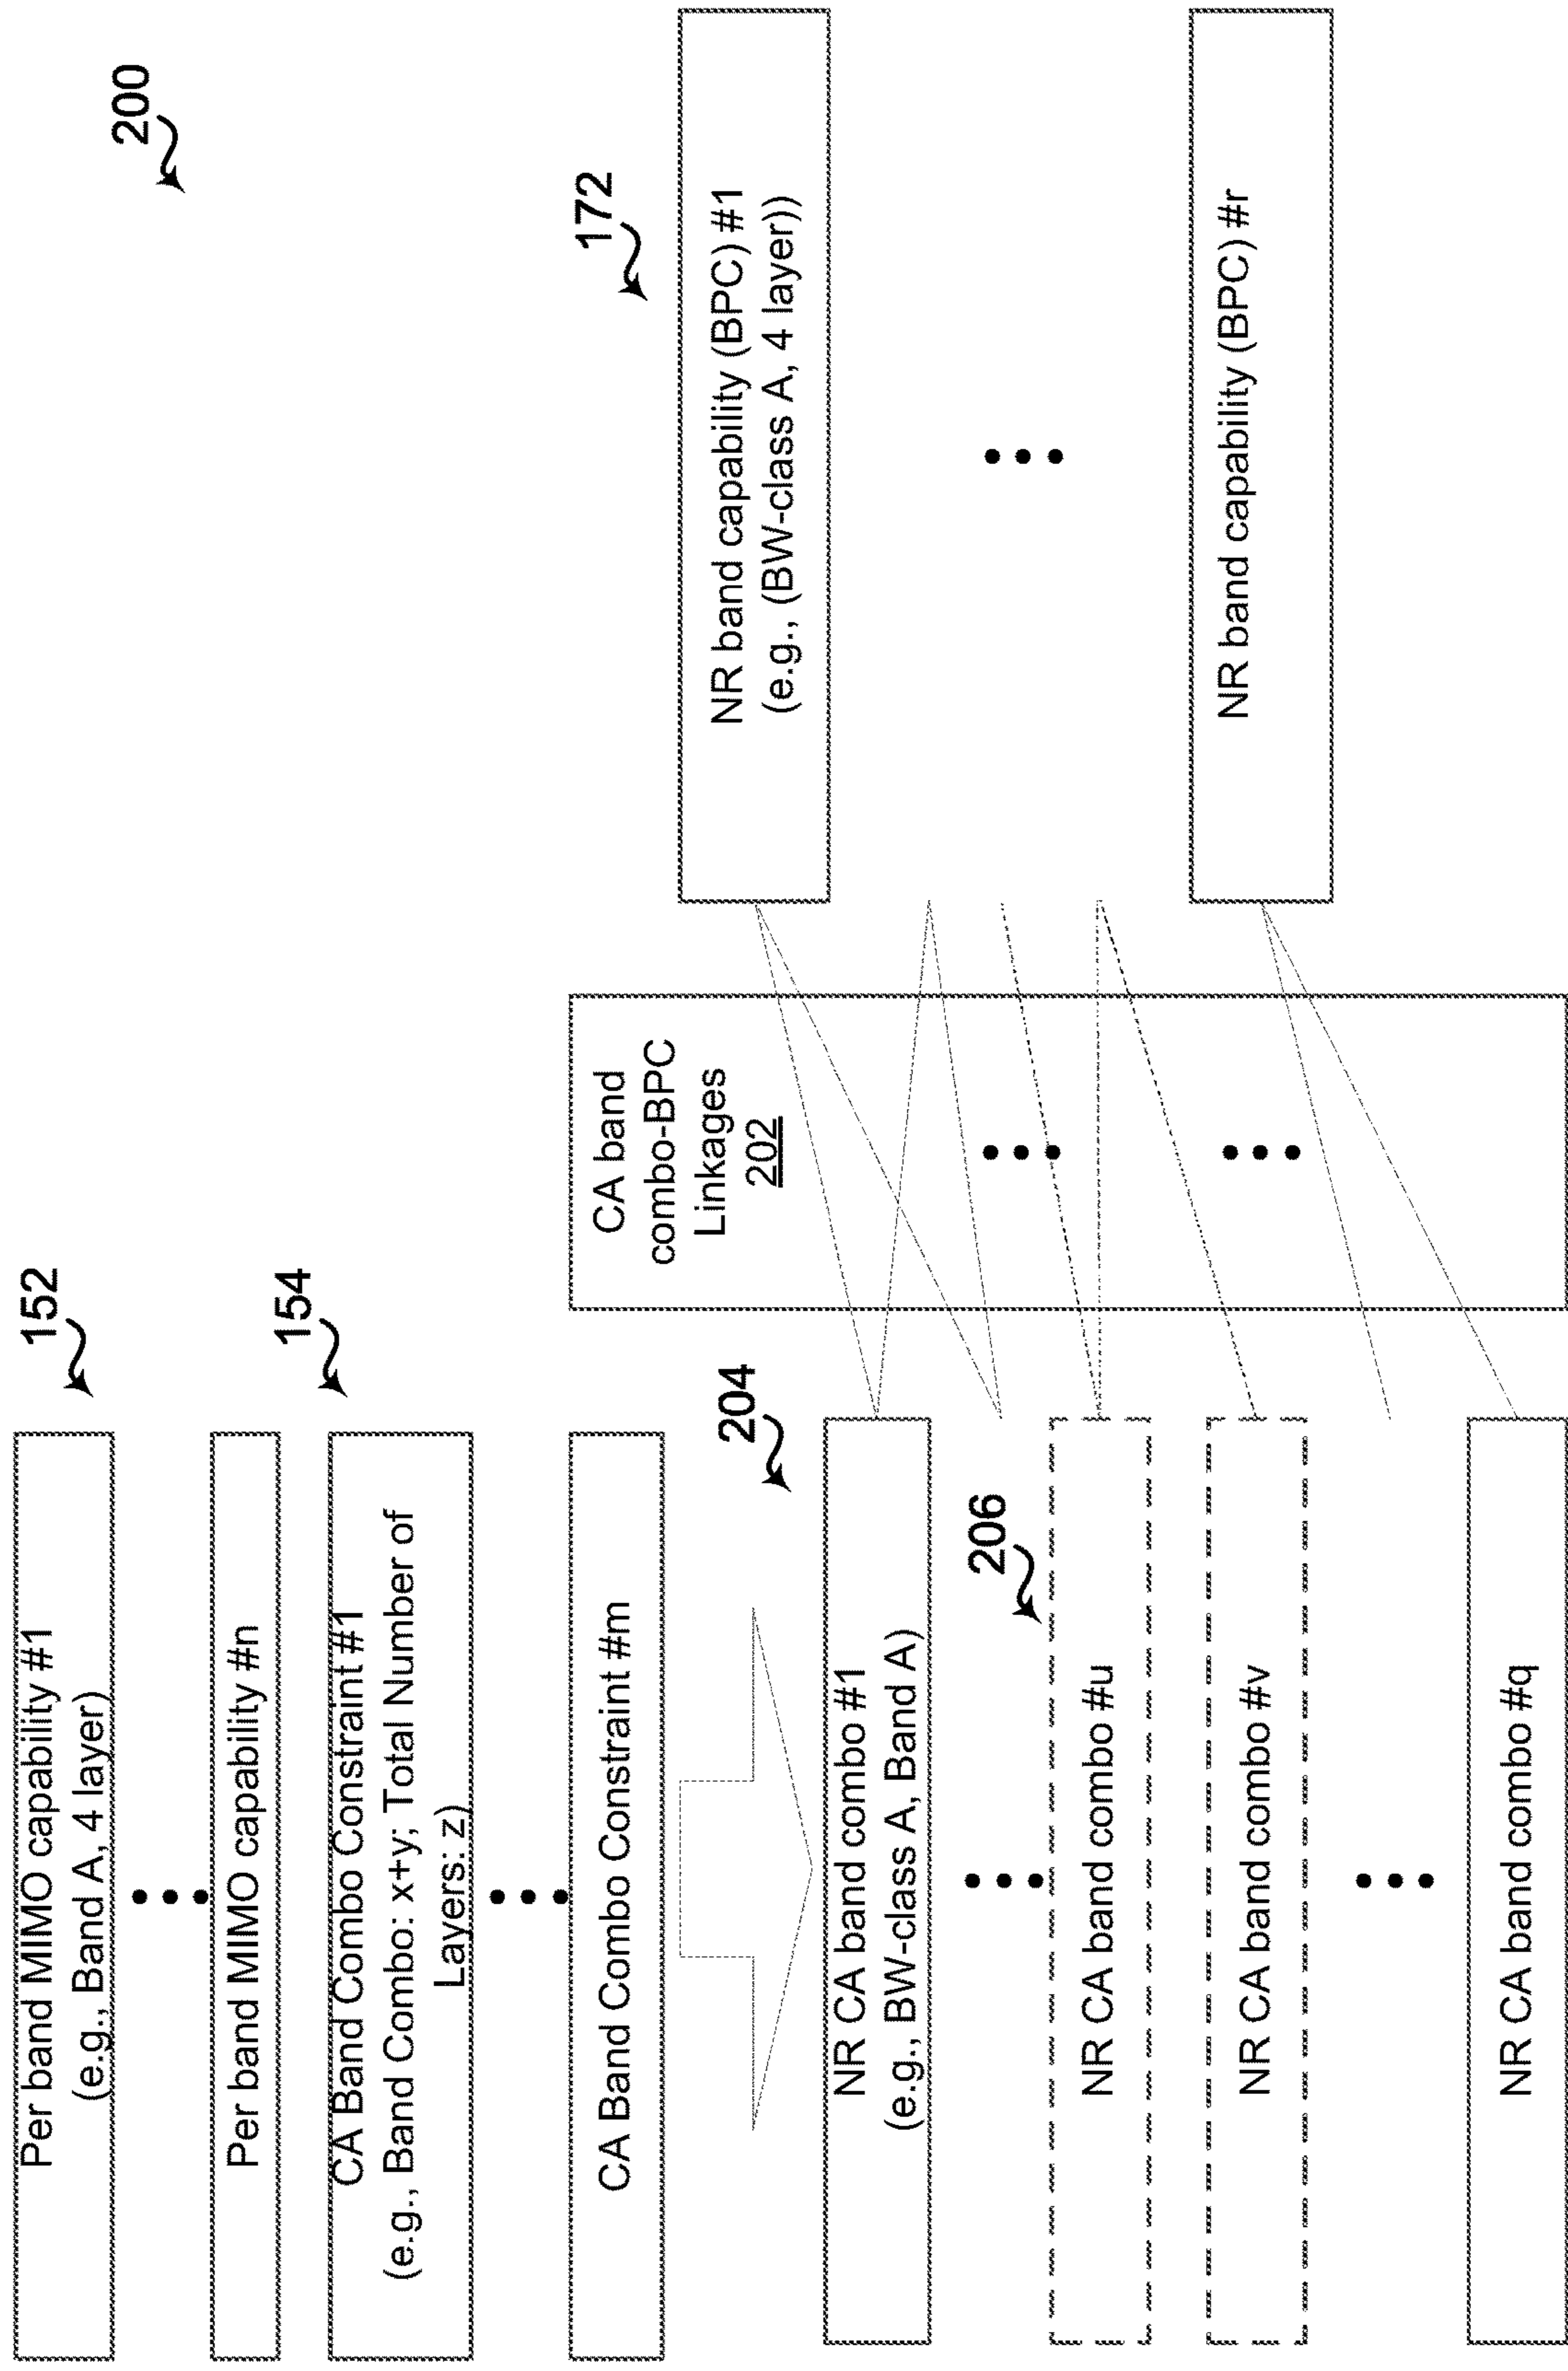 200
152
Per band MIMO capability #1
(e.g., Band A, 4 layer)
Per band MIMO capability #n
154
CA Band Combo Constraint #1
(e.g., Band Combo: x+y; Total Number of
Layers: z)
CA Band Combo Constraint #m
204
NR CA band combo #1
(e.g., BW-class A, Band A)
206
NR CA band combo #u
NR CA band combo #v
NR CA band combo #q
CA band
combo-BPC
Linkages
202
172
NR band capability (BPC) #1
(e.g., (BW-class A, 4 layer))
NR band capability (BPC) #r